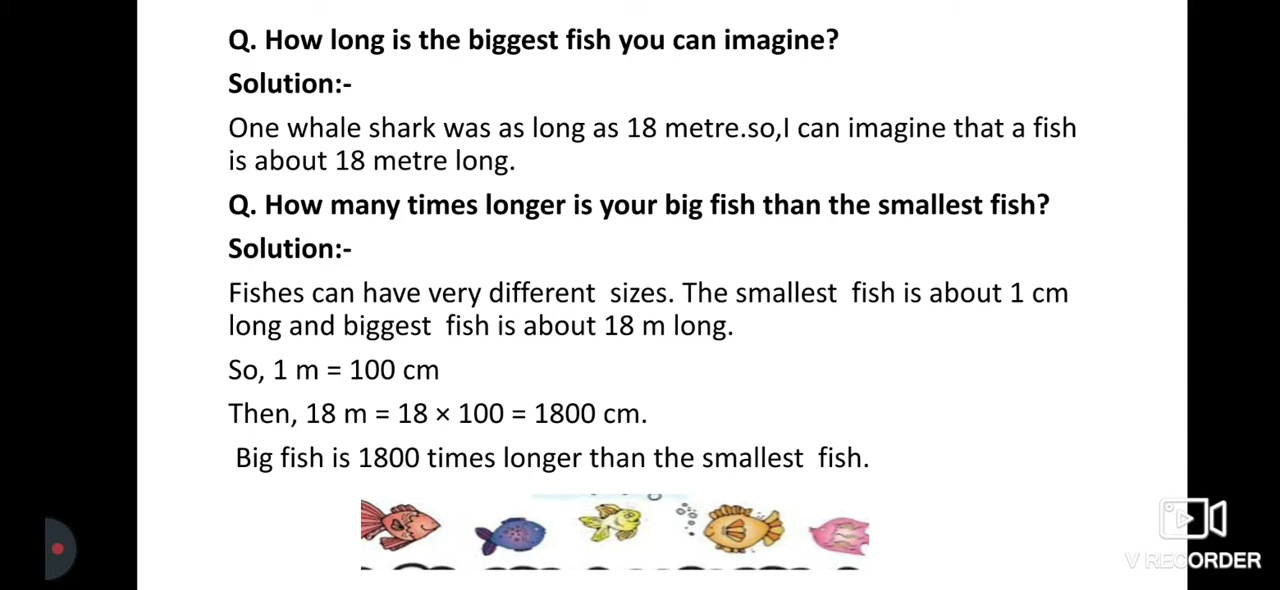 Q. How long is the biggest fish you can imagine?
Solution:-
One whale shark was as long as 18 metre.so,I can imagine that a fish
is about 18 metre long.
Q. How many times longer is your big fish than the smallest fish?
Solution:-
Fishes can have very different  sizes. The smallest  fish is about 1 cm
long and biggest  fish is about 18 m long.
So, 1 m = 100 cm
Then, 18 m = 18 × 100 = 1800 cm.
Big fish is 1800 times longer than the smallest  fish.
V RECORDER